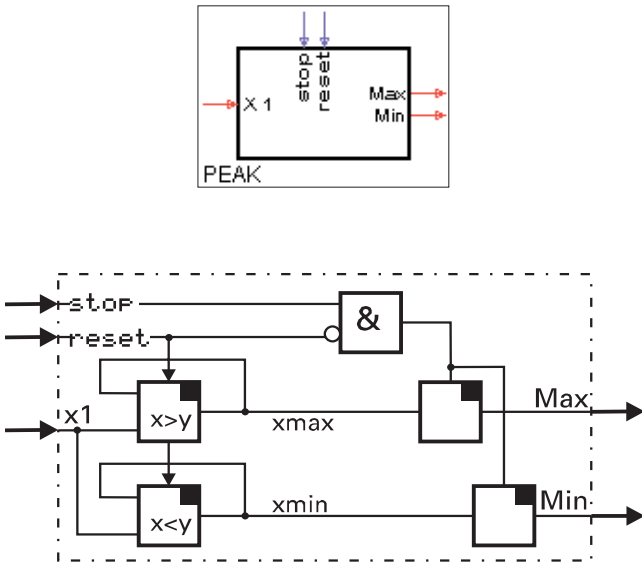 stop reset
X 1
Max
Min
PEAK
stop
&
reset
x1
x>y
xmax
Max
x<y
xmin
Min